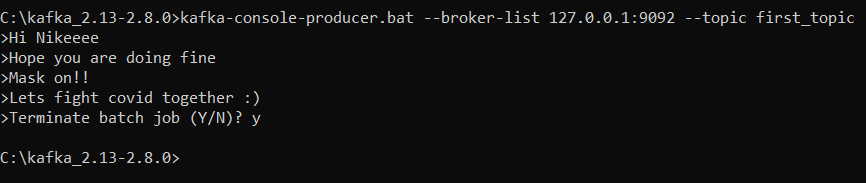 C:\kafka_2.13-2.8.0>kafka-console-producer.bat --broker-list 127.0.0.1:9092 --topic first_topic
>Hi Nikeeee
>Hope you are doing fine
>Mask on!!
>Lets fight covid together :)
>Terminate batch job (Y/N)? y
C:\kafka_2.13-2.8.0>